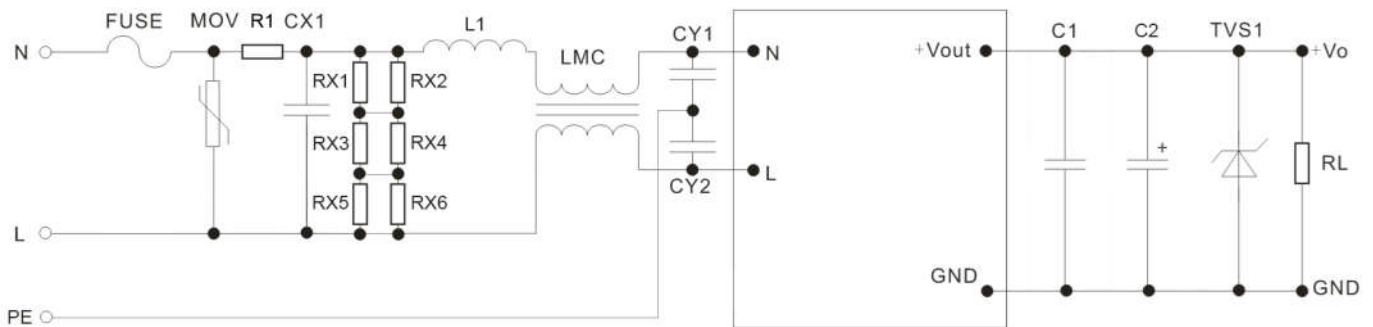 FUSE MOV R1 CX1 L1 LMC CY1 C1 C2 TVS1
N N +Vout +Vo
RX1 RX2
RX3 RX4 + RL
L CY2
RX5 RX6
L GND GND
PE